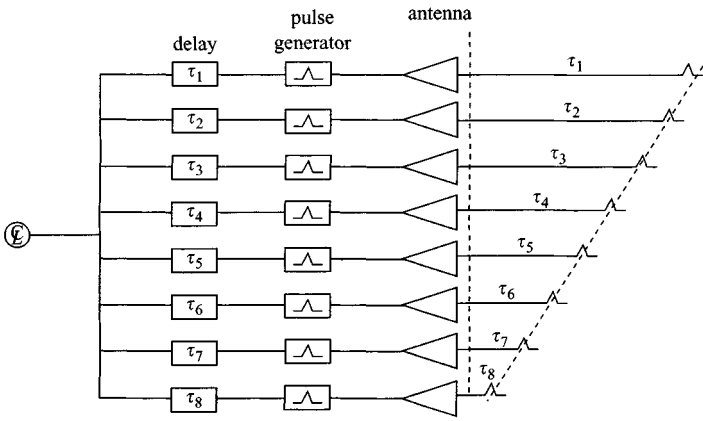 antenna
pulse
delay generator
τ1 τ1
τ2 τ2
τ3 τ3
τ4 τ4
τ5 τ5
τ6 τ6
τ7 τ7
τ8 τ8